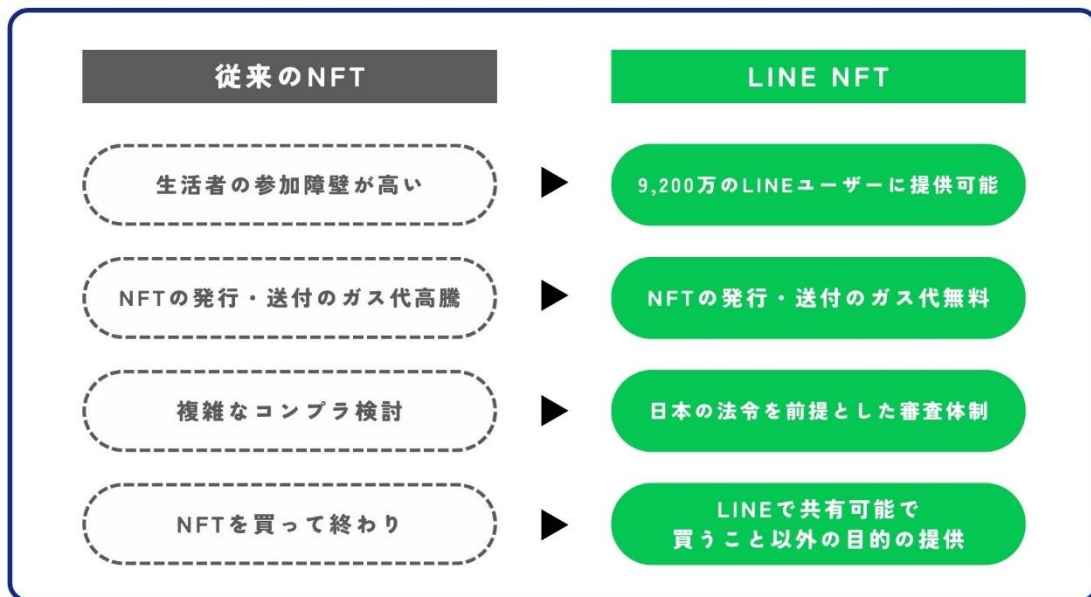 従来のNFT
LINE NFT
生活者の参加障壁が高い
9,200万のLINEユーザーに提供可能
NFTの発行・送付のガス代高騰
NFTの発行・送付のガス代無料
複雑なコンプラ検討
日本の法令を前提とした審査体制
NFTを買って終わり
LINEで共有可能で
買うこと以外の目的の提供